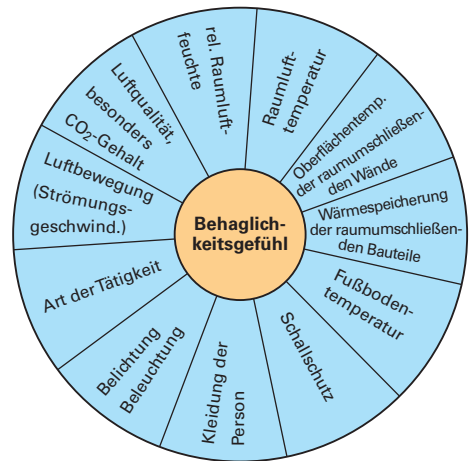 Behaglich-
keitsgefühl
Raumluft-
temperatur
Oberflächentemp.
der raumumschließen-
den Wände
Wärmespeicherung
der raumumschließen-
den Bauteile
Fußboden-
temperatur
Schallschutz
Kleidung der
Person
Belichtung
Beleuchtung
Art der Tätigkeit
Luftbewegung
(Strömungs-
geschwind.)
Luftqualität,
besonders
CO₂-Gehalt
rel. Raumluft-
feuchte